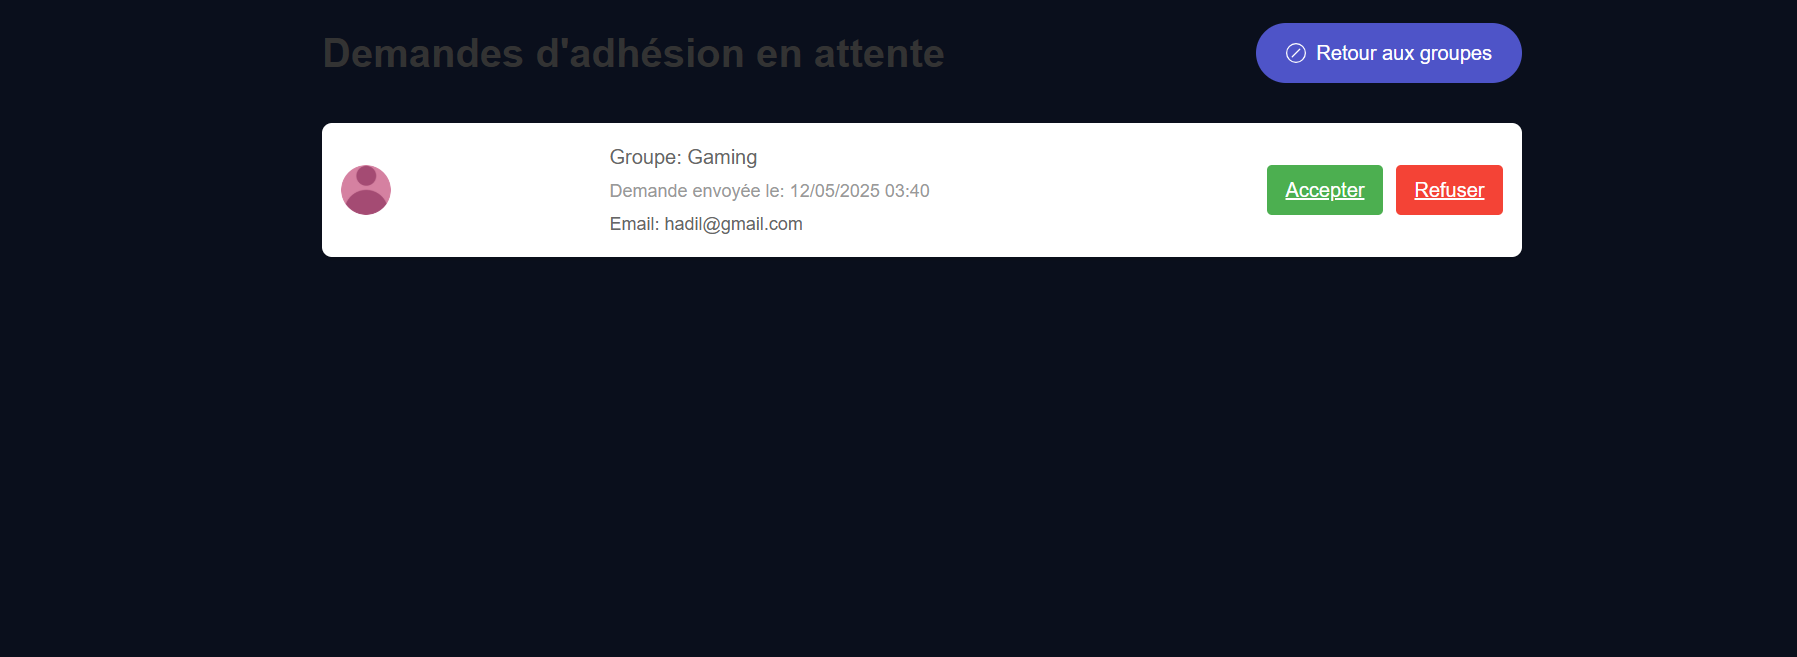 Demandes d'adhésion en attente
Retour aux groupes
Groupe: Gaming
Demande envoyée le: 12/05/2025 03:40
Email: hadil@gmail.com
Accepter
Refuser